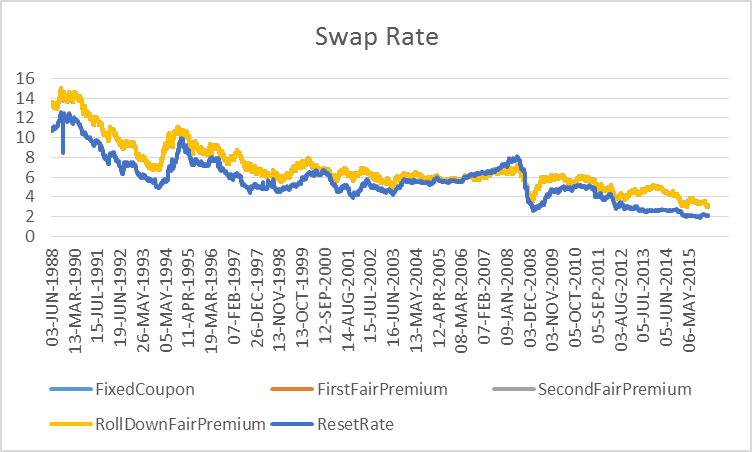 Swap Rate
16
14
12
10
8
6
4
2
0
03-JUN-1988
13-MAR-1990
15-JUL-1991
19-JUN-1992
26-MAY-1993
05-MAY-1994
11-APR-1995
19-MAR-1996
07-FEB-1997
26-DEC-1997
13-NOV-1998
05-OCT-1999
12-SEP-2000
14-AUG-2001
15-JUL-2002
16-JUN-2003
13-MAY-2004
12-APR-2005
08-MAR-2006
07-FEB-2007
09-JAN-2008
03-DEC-2008
03-NOV-2009
05-OCT-2010
05-SEP-2011
03-AUG-2012
05-JUL-2013
05-JUN-2014
06-MAY-2015
FixedCoupon FirstFairPremium SecondFairPremium
RollDownFairPremium ResetRate